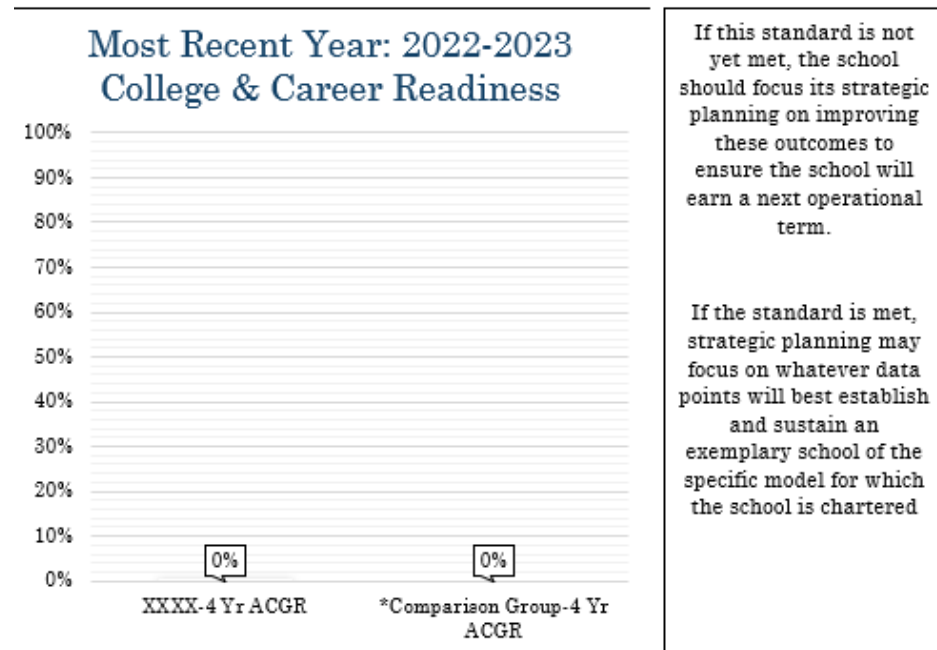 Most Recent Year: 2022-2023
College & Career Readiness
100%
90%
80%
70%
60%
50%
40%
30%
20%
10%
0%
0%
0%
XXXX-4 Yr ACGR
*Comparison Group-4 Yr
ACGR
If this standard is not
yet met, the school
should focus its strategic
planning on improving
these outcomes to
ensure the school will
earn a next operational
term.
If the standard is met,
strategic planning may
focus on whatever data
points will best establish
and sustain an
exemplary school of the
specific model for which
the school is chartered